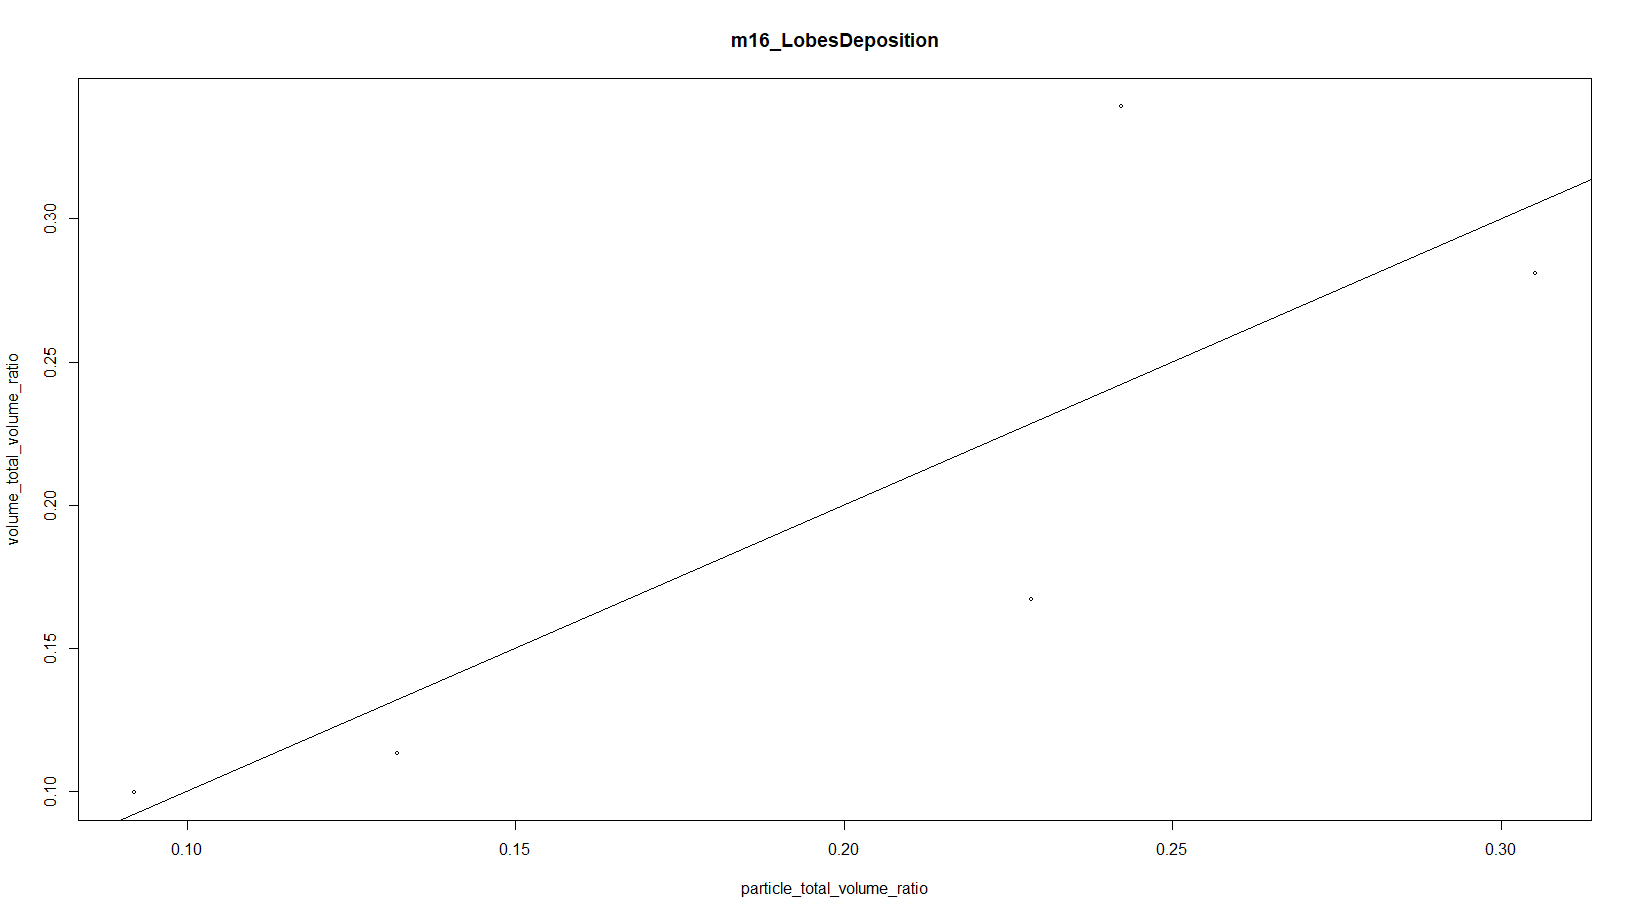 m16_LobesDeposition
volume_total_volume_ratio
0.30
0.25
0.20
0.15
0.10
0.10 0.15 0.20 0.25 0.30
particle_total_volume_ratio